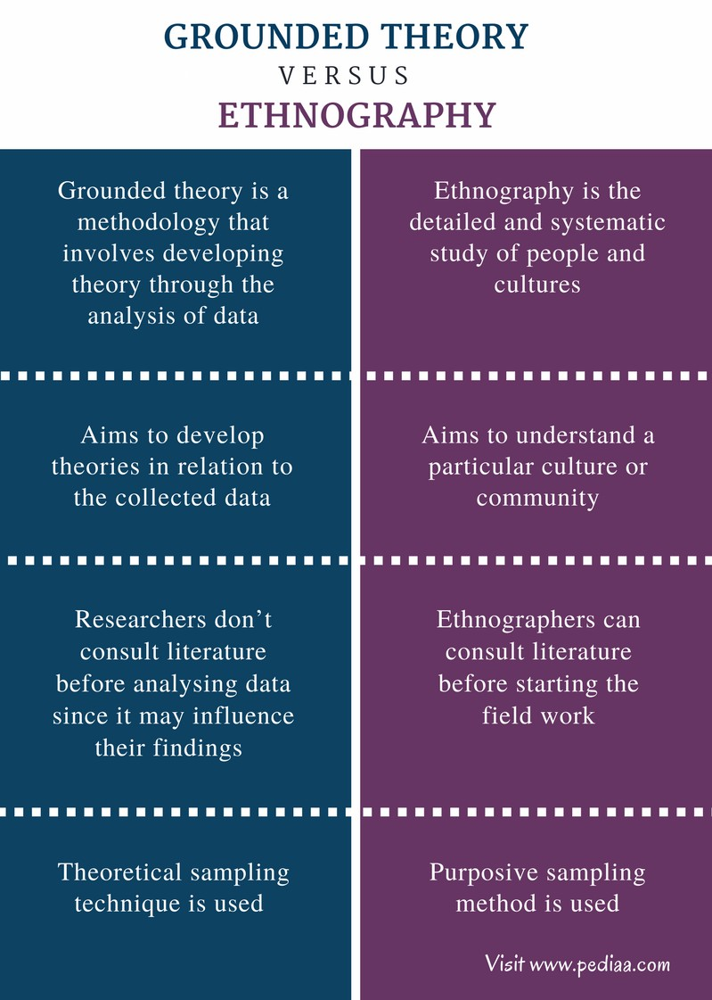 GROUNDED THEORY
VERSUS
ETHNOGRAPHY
Grounded theory is a
methodology that
involves developing
theory through the
analysis of data
Ethnography is the
detailed and systematic
study of people and
cultures
Aims to develop
theories in relation to
the collected data
Aims to understand a
particular culture or
community
Researchers don’t
consult literature
before analysing data
since it may influence
their findings
Ethnographers can
consult literature
before starting the
field work
Theoretical sampling
technique is used
Purposive sampling
method is used
Visit www.pediaa.com